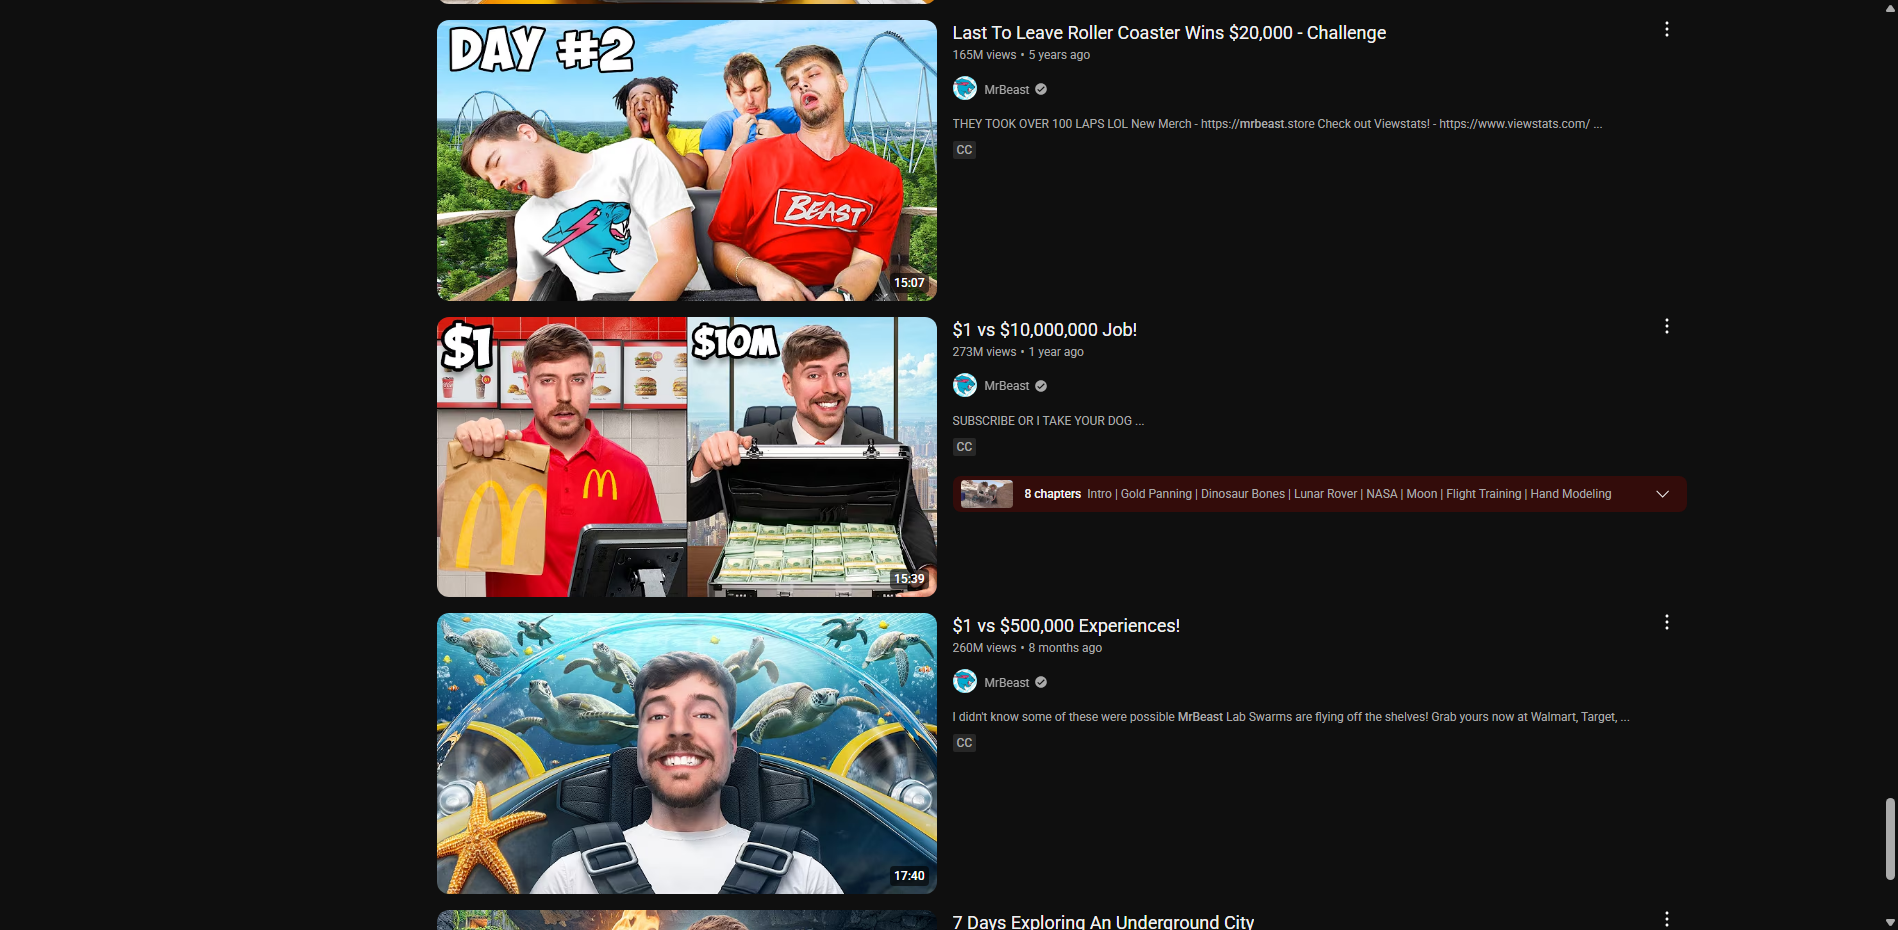 DAY #2
BEAST
15:07
Last To Leave Roller Coaster Wins $20,000 - Challenge
165M views • 5 years ago
MrBeast
THEY TOOK OVER 100 LAPS LOL New Merch - https://mrbeast.store Check out Viewstats! - https://www.viewstats.com/ ...
CC
$1
$10M
15:39
$1 vs $10,000,000 Job!
273M views • 1 year ago
MrBeast
SUBSCRIBE OR I TAKE YOUR DOG ...
CC
8 chapters Intro | Gold Panning | Dinosaur Bones | Lunar Rover | NASA | Moon | Flight Training | Hand Modeling
17:40
$1 vs $500,000 Experiences!
260M views • 8 months ago
MrBeast
I didn't know some of these were possible MrBeast Lab Swarms are flying off the shelves! Grab yours now at Walmart, Target, ...
CC
7 Days Exploring An Underground City